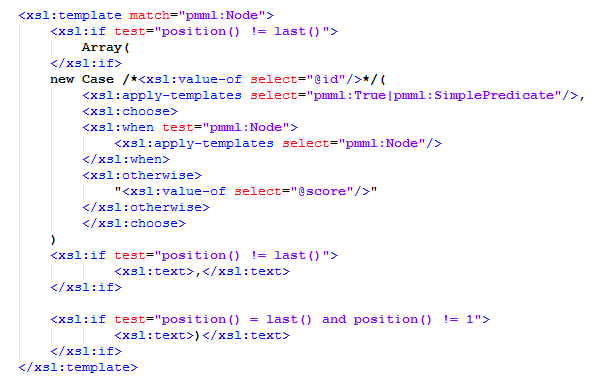 <xsl:template match="pmml:Node">
    <xsl:if test="position() != last()">
        Array(
    </xsl:if>
    new Case /*<xsl:value-of select="@id"/>*/(
        <xsl:apply-templates select="pmml:True|pmml:SimplePredicate"/>,
        <xsl:choose>
        <xsl:when test="pmml:Node">
            <xsl:apply-templates select="pmml:Node"/>
        </xsl:when>
        <xsl:otherwise>
            "<xsl:value-of select="@score"/>"
        </xsl:otherwise>
        </xsl:choose>
    )
    <xsl:if test="position() != last()">
            <xsl:text>,</xsl:text>
    </xsl:if>

    <xsl:if test="position() = last() and position() != 1">
            <xsl:text>)</xsl:text>
    </xsl:if>
</xsl:template>